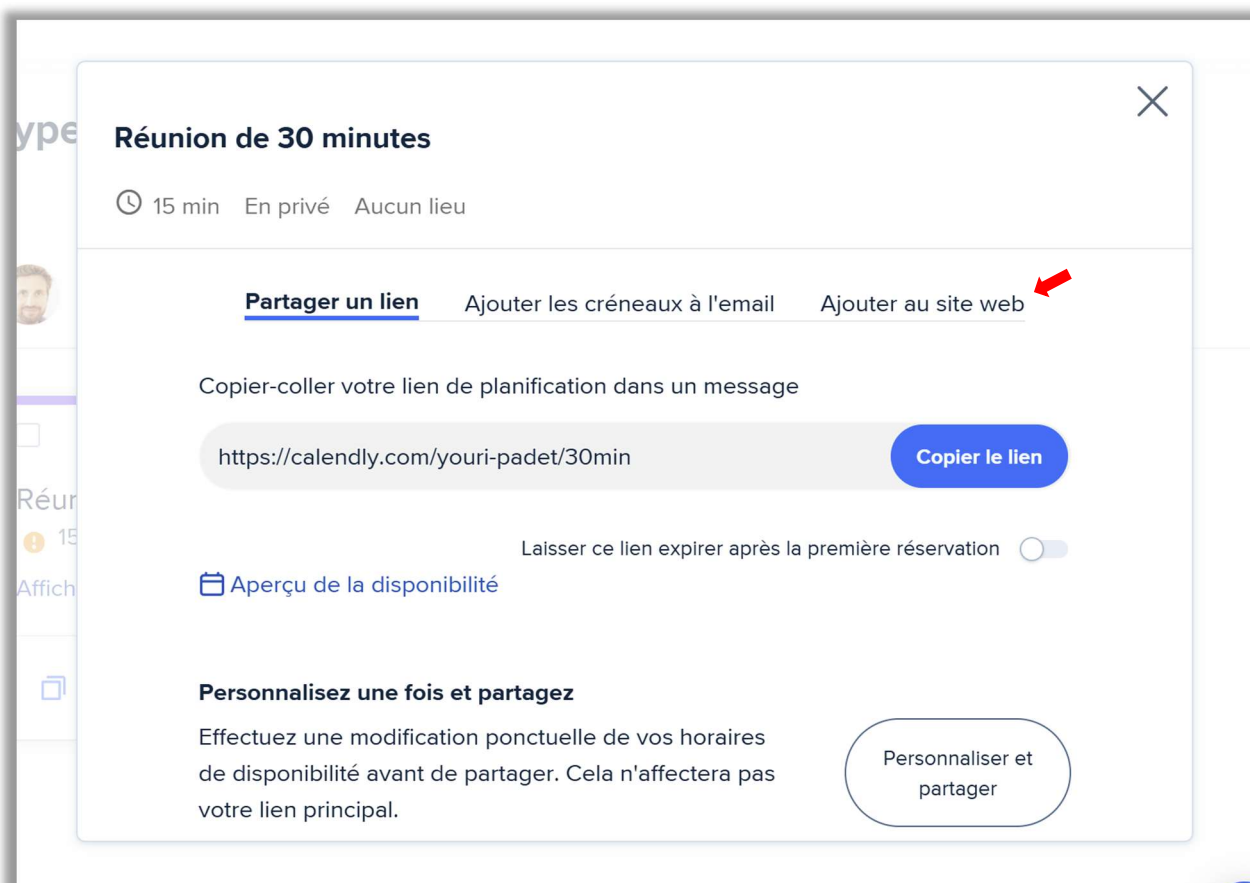 ype
Réunion de 30 minutes
15 min En privé Aucun lieu
Partager un lien Ajouter les créneaux à l'email Ajouter au site web
Copier-coller votre lien de planification dans un message
https://calendly.com/youri-padet/30min Copier le lien
Réur
15
Laisser ce lien expirer après la première réservation
Affich
Aperçu de la disponibilité
Personnalisez une fois et partagez
Effectuez une modification ponctuelle de vos horaires
de disponibilité avant de partager. Cela n'affectera pas
votre lien principal.
Personnaliser et
partager